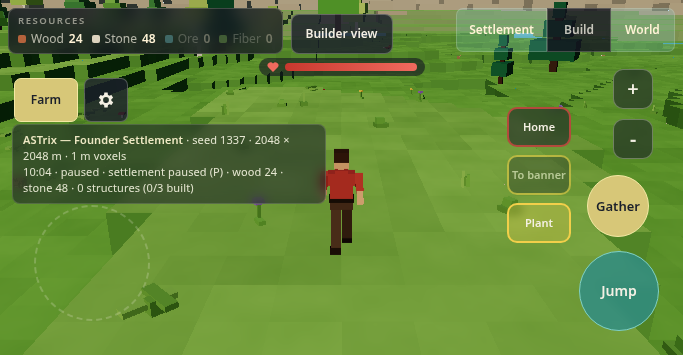 RESOURCES
Wood 24 Stone 48 Ore 0 Fiber 0
Builder view
Settlement Build World
Farm
ASTrix — Founder Settlement · seed 1337 · 2048 ×
2048 m · 1 m voxels
10:04 · paused · settlement paused (P) · wood 24 ·
stone 48 · 0 structures (0/3 built)
+
-
Home
To banner
Plant
Gather
Jump